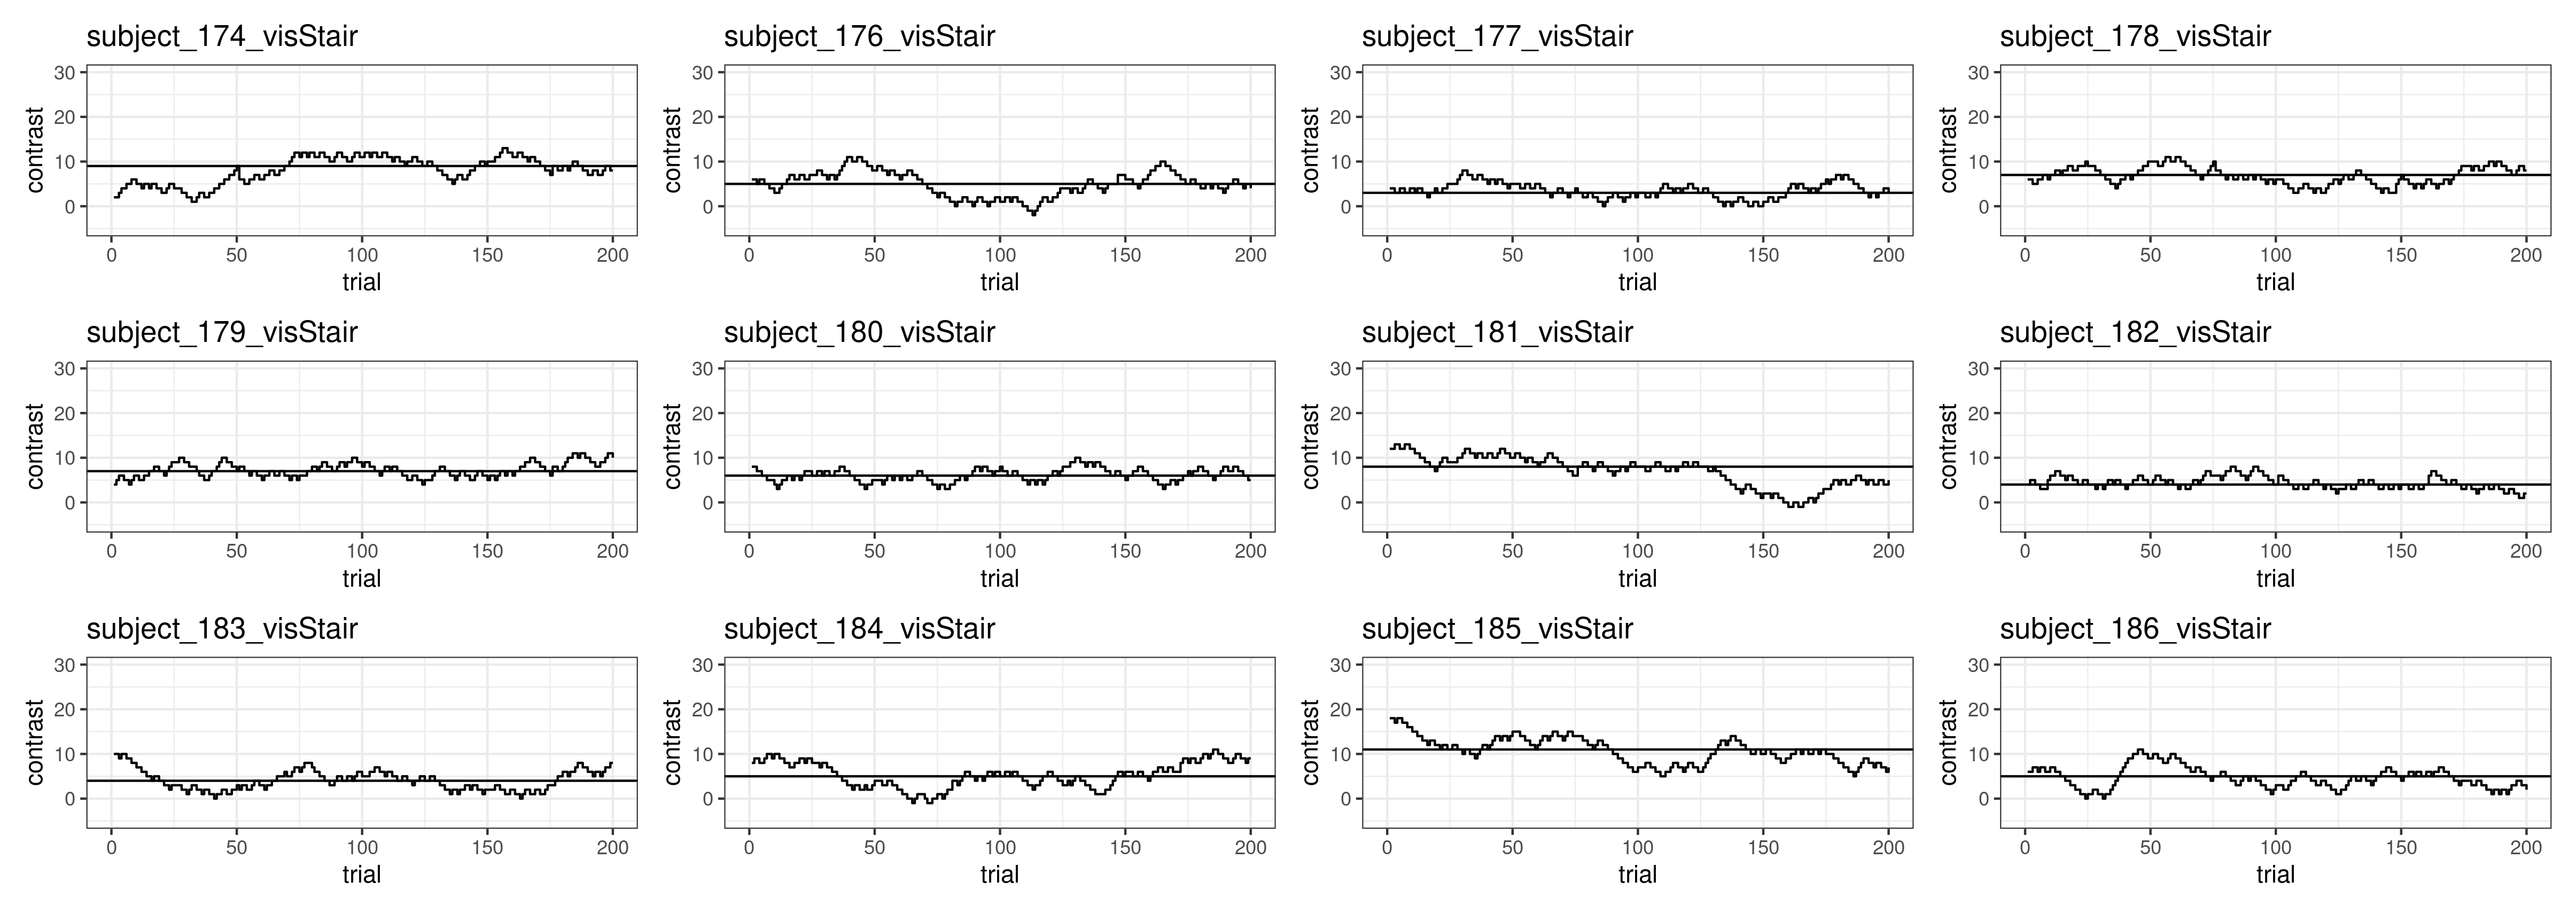 subject_174_visStair
subject_176_visStair
subject_177_visStair
subject_178_visStair
30
20
10
0
contrast
0 50 100 150 200
trial
30
20
10
0
contrast
0 50 100 150 200
trial
30
20
10
0
contrast
0 50 100 150 200
trial
30
20
10
0
contrast
0 50 100 150 200
trial
subject_179_visStair
subject_180_visStair
subject_181_visStair
subject_182_visStair
30
20
10
0
contrast
0 50 100 150 200
trial
30
20
10
0
contrast
0 50 100 150 200
trial
30
20
10
0
contrast
0 50 100 150 200
trial
30
20
10
0
contrast
0 50 100 150 200
trial
subject_183_visStair
subject_184_visStair
subject_185_visStair
subject_186_visStair
30
20
10
0
contrast
0 50 100 150 200
trial
30
20
10
0
contrast
0 50 100 150 200
trial
30
20
10
0
contrast
0 50 100 150 200
trial
30
20
10
0
contrast
0 50 100 150 200
trial